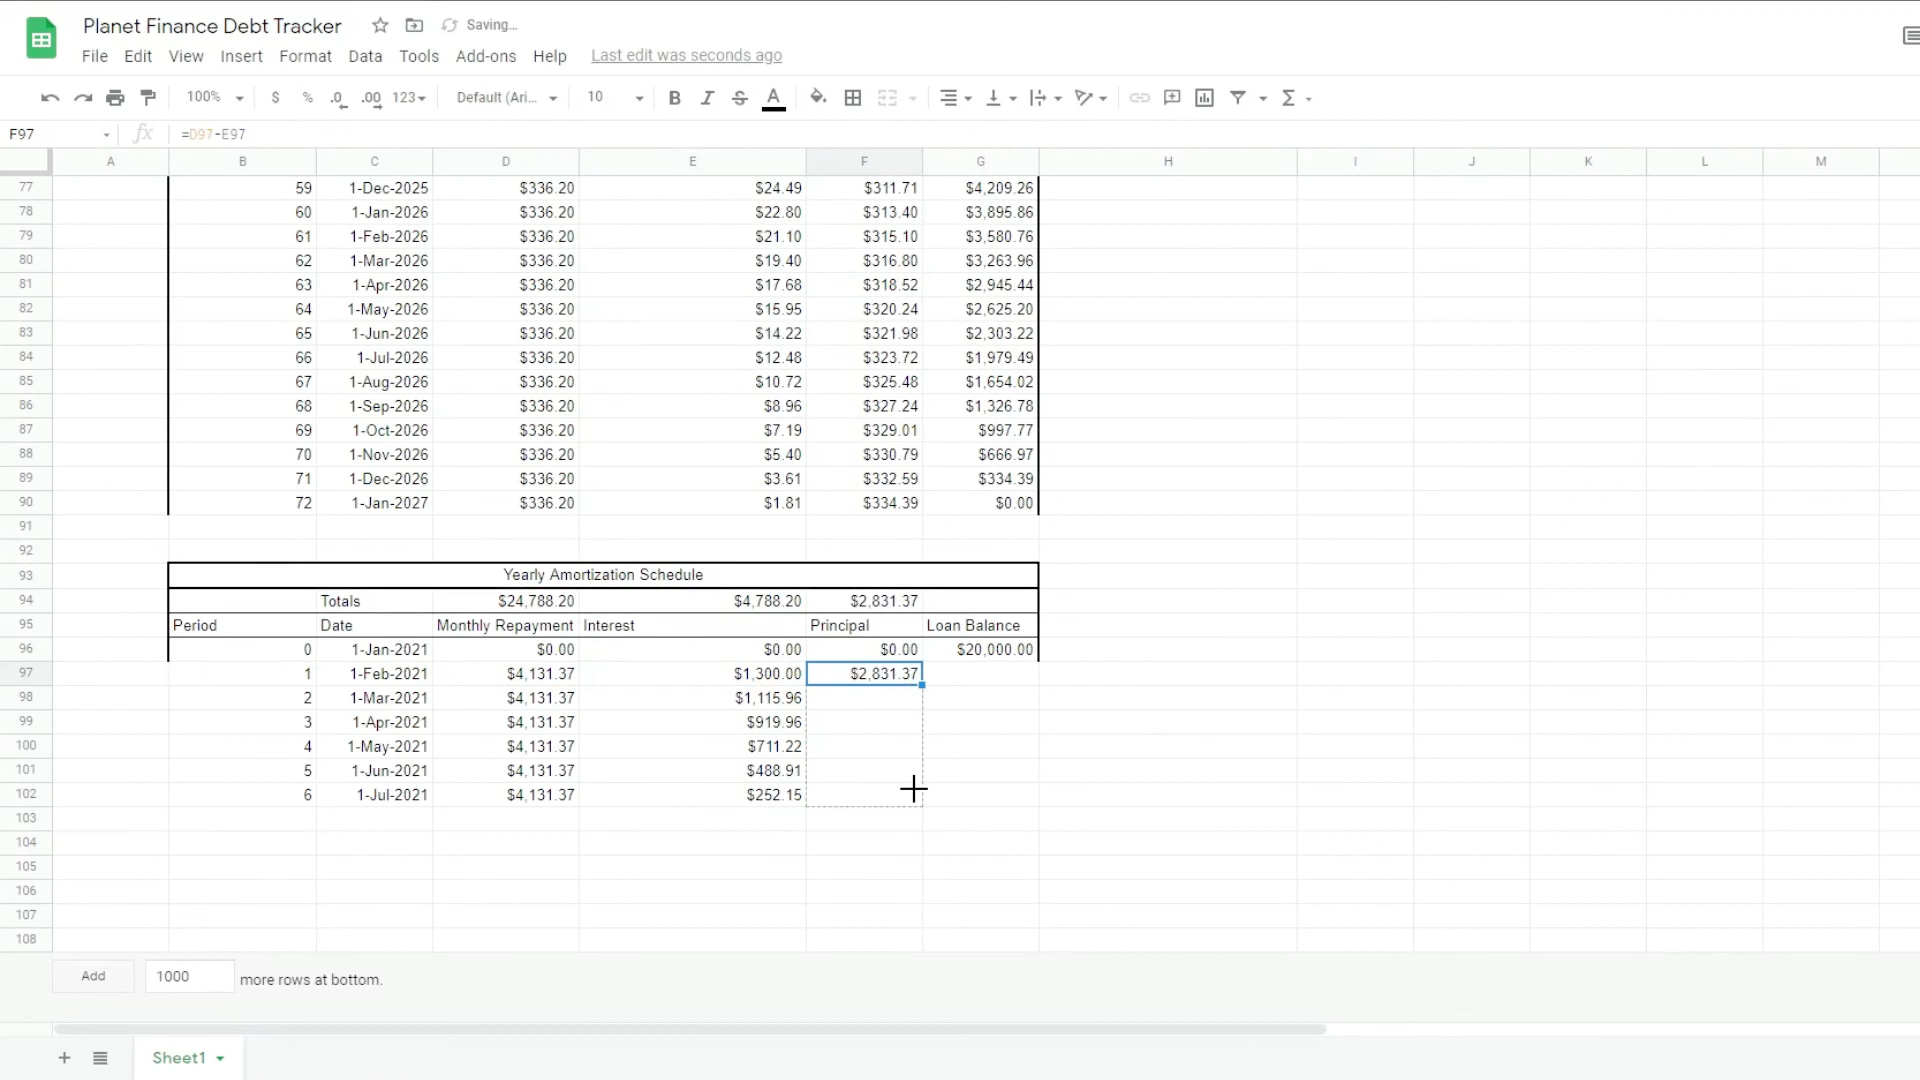 Planet Finance Debt Tracker Saving...
File Edit View Insert Format Data Tools Add-ons Help Last edit was seconds ago
100% $ % .0 .00 123 Default (Ari... 10 B I S A Σ
F97 fx =D97-E97
A B C D E F G H I J K L M
77 59 1-Dec-2025 $336.20 $24.49 $311.71 $4,209.26
78 60 1-Jan-2026 $336.20 $22.80 $313.40 $3,895.86
79 61 1-Feb-2026 $336.20 $21.10 $315.10 $3,580.76
80 62 1-Mar-2026 $336.20 $19.40 $316.80 $3,263.96
81 63 1-Apr-2026 $336.20 $17.68 $318.52 $2,945.44
82 64 1-May-2026 $336.20 $15.95 $320.24 $2,625.20
83 65 1-Jun-2026 $336.20 $14.22 $321.98 $2,303.22
84 66 1-Jul-2026 $336.20 $12.48 $323.72 $1,979.49
85 67 1-Aug-2026 $336.20 $10.72 $325.48 $1,654.02
86 68 1-Sep-2026 $336.20 $8.96 $327.24 $1,326.78
87 69 1-Oct-2026 $336.20 $7.19 $329.01 $997.77
88 70 1-Nov-2026 $336.20 $5.40 $330.79 $666.97
89 71 1-Dec-2026 $336.20 $3.61 $332.59 $334.39
90 72 1-Jan-2027 $336.20 $1.81 $334.39 $0.00
91
92
93 Yearly Amortization Schedule
94 Totals $24,788.20 $4,788.20 $2,831.37
95 Period Date Monthly Repayment Interest Principal Loan Balance
96 0 1-Jan-2021 $0.00 $0.00 $0.00 $20,000.00
97 1 1-Feb-2021 $4,131.37 $1,300.00 $2,831.37
98 2 1-Mar-2021 $4,131.37 $1,115.96
99 3 1-Apr-2021 $4,131.37 $919.96
100 4 1-May-2021 $4,131.37 $711.22
101 5 1-Jun-2021 $4,131.37 $488.91
102 6 1-Jul-2021 $4,131.37 $252.15
103
104
105
106
107
108
Add 1000 more rows at bottom.
Sheet1